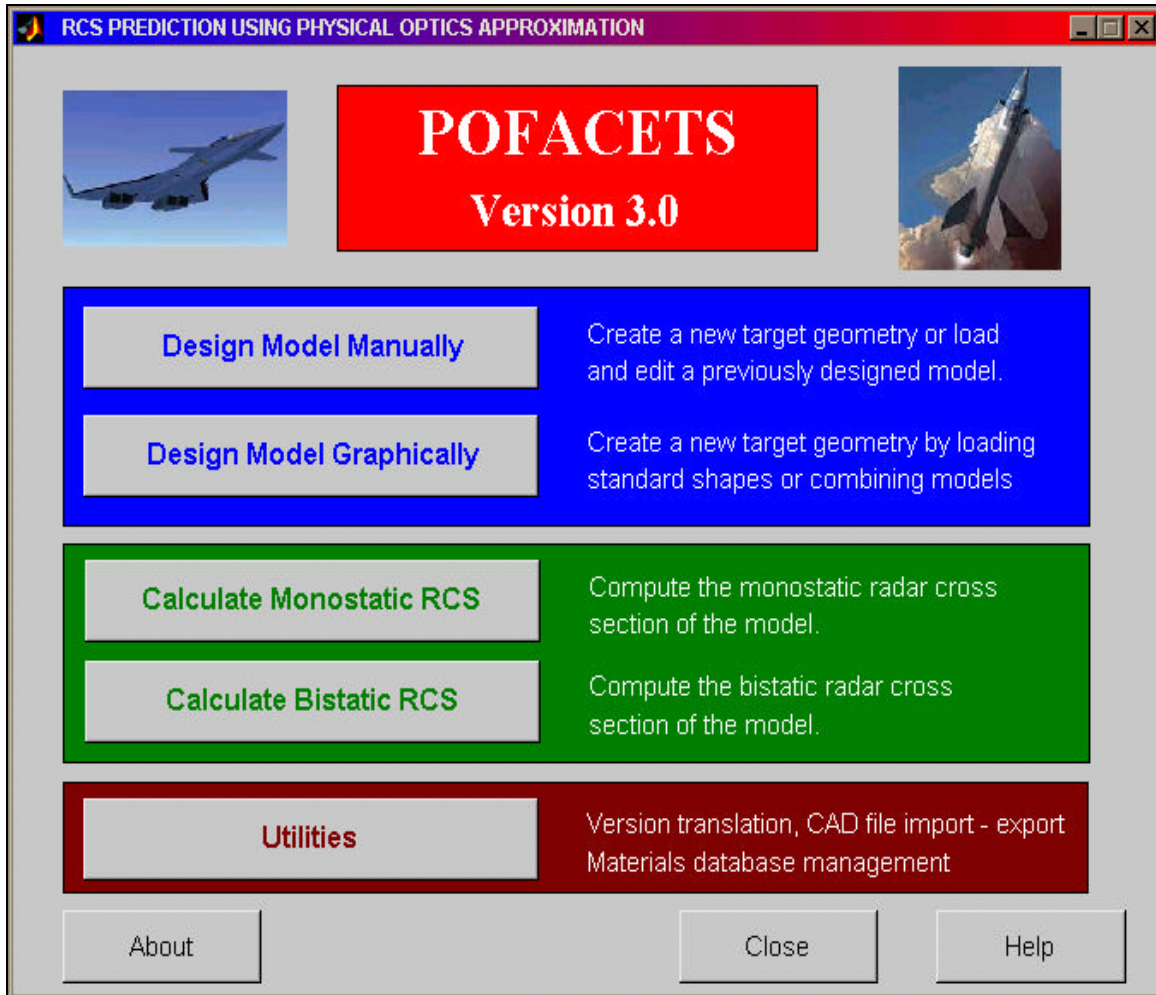 RCS PREDICTION USING PHYSICAL OPTICS APPROXIMATION
POFACETS
Version 3.0
Design Model Manually
Create a new target geometry or load
and edit a previously designed model.
Design Model Graphically
Create a new target geometry by loading
standard shapes or combining models
Calculate Monostatic RCS
Compute the monostatic radar cross
section of the model.
Calculate Bistatic RCS
Compute the bistatic radar cross
section of the model.
Utilities
Version translation, CAD file import - export
Materials database management
About
Close
Help